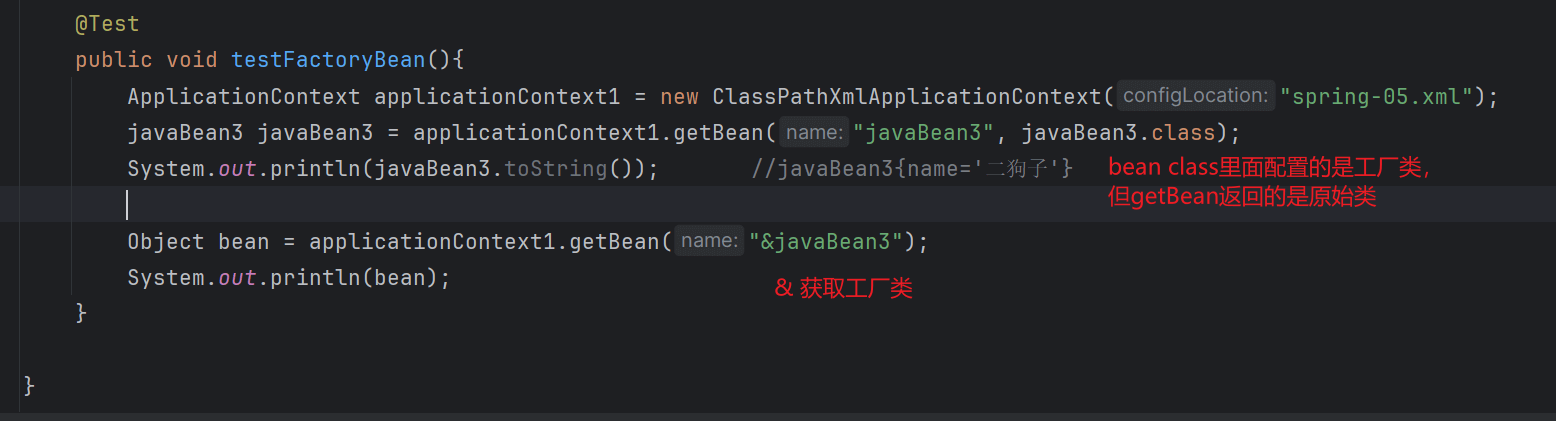 @Test
public void testFactoryBean(){
ApplicationContext applicationContext1 = new ClassPathXmlApplicationContext( configLocation: "spring-05.xml");
javaBean3 javaBean3 = applicationContext1.getBean( name: "javaBean3", javaBean3.class);
System.out.println(javaBean3.toString()); //javaBean3{name='二狗子'}
bean class里面配置的是工厂类，
但getBean返回的是原始类
Object bean = applicationContext1.getBean( name: "&javaBean3");
System.out.println(bean);
& 获取工厂类
}
}